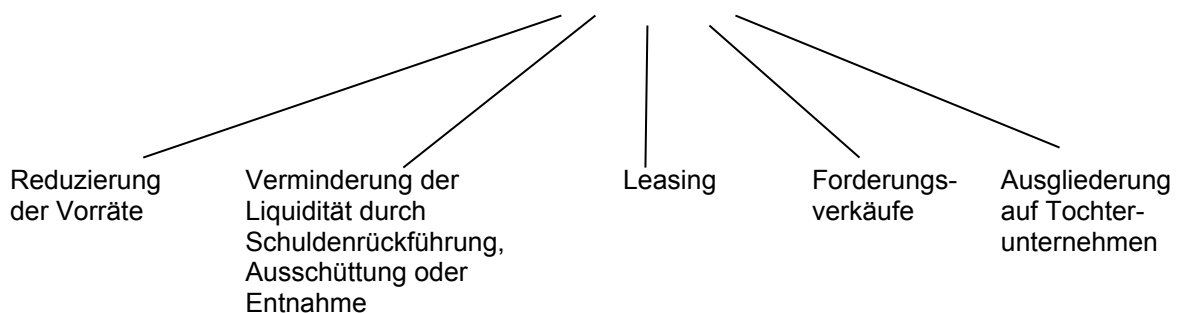 Reduzierung
der Vorräte
Verminderung der
Liquidität durch
Schuldenrückführung,
Ausschüttung oder
Entnahme
Leasing
Forderungs-
verkäufe
Ausgliederung
auf Tochter-
unternehmen